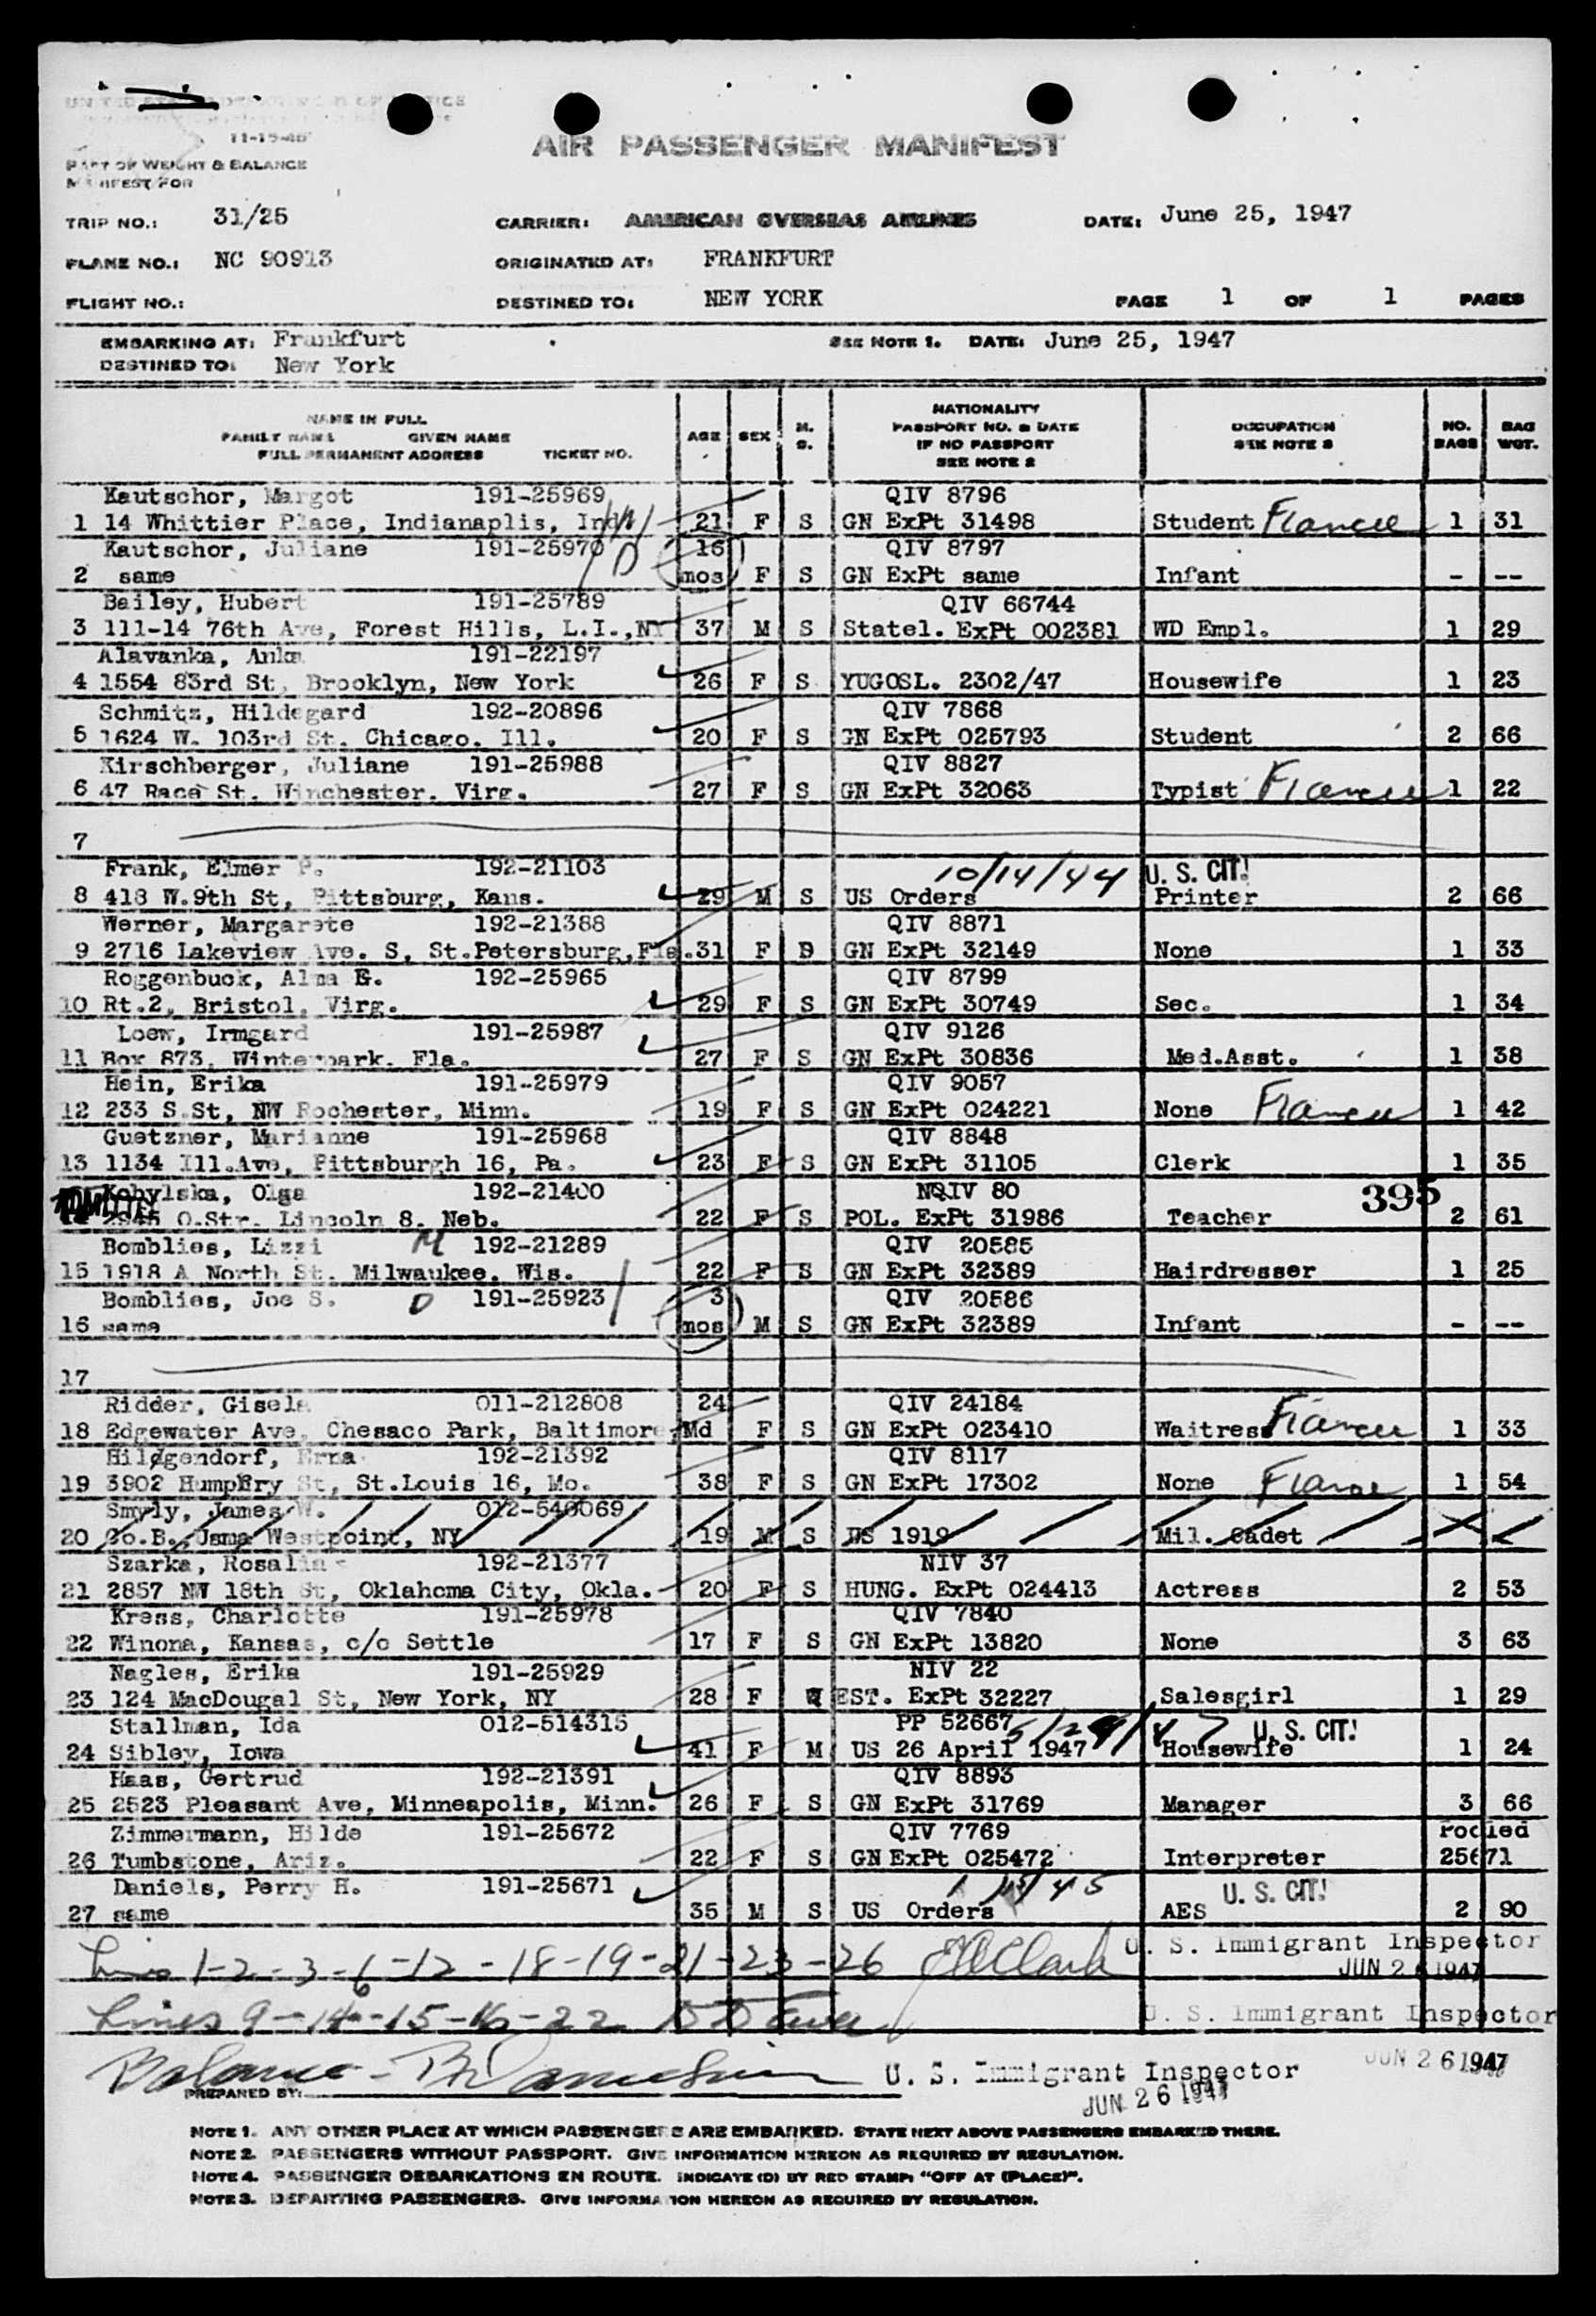 11-15-46
PART OF WEIGHT & BALANCE
MANIFEST FOR
AIR PASSENGER MANIFEST
TRIP NO.: 31/25 CARRIER: AMERICAN OVERSEAS AIRLINES DATE: June 25, 1947
PLANE NO.: NC 90913 ORIGINATED AT: FRANKFURT
FLIGHT NO.: DESTINED TO: NEW YORK PAGE 1 OF 1 PAGES
EMBARKING AT: Frankfurt SEE NOTE 1. DATE: June 25, 1947
DESTINED TO: New York
NAME IN FULL
FAMILY NAME GIVEN NAME
FULL PERMANENT ADDRESS TICKET NO. AGE SEX M. S. NATIONALITY PASSPORT NO. & DATE IF NO PASSPORT SEE NOTE 2 OCCUPATION SEE NOTE 3 NO. BAGS BAG WGT.
Kautschor, Margot 191-25969 QIV 8796
1 14 Whittier Place, Indianaplis, Ind. 21 F S GN ExPt 31498 Student Fiancee 1 31
Kautschor, Juliane 191-25970 D 16 QIV 8797
2 same mos F S GN ExPt same Infant - --
Bailey, Hubert 191-25789 QIV 66744
3 111-14 76th Ave, Forest Hills, L.I.,NY 37 M S Statel. ExPt 002381 WD Empl. 1 29
Alavanka, Anka 191-22197
4 1554 83rd St, Brooklyn, New York 26 F S YUGOSL. 2302/47 Housewife 1 23
Schmitz, Hildegard 192-20896 QIV 7868
5 1624 W. 103rd St. Chicago. Ill. 20 F S GN ExPt 025793 Student 2 66
Kirschberger, Juliane 191-25988 QIV 8827
6 47 Race St. Winchester. Virg. 27 F S GN ExPt 32063 Typist Fiancee 1 22
7
Frank, Elmer P. 192-21103 10/14/44 U. S. CIT.
8 418 W.9th St, Pittsburg, Kans. 29 M S US Orders Printer 2 66
Werner, Margarete 192-21388 QIV 8871
9 2716 Lakeview Ave. S, St.Petersburg,Fla. 31 F D GN ExPt 32149 None 1 33
Roggenbuck, Alma E. 192-25965 QIV 8799
10 Rt.2, Bristol, Virg. 29 F S GN ExPt 30749 Sec. 1 34
Loew, Irmgard 191-25987 QIV 9126
11 Box 873, Winterpark. Fla. 27 F S GN ExPt 30836 Med.Asst. 1 38
Hein, Erika 191-25979 QIV 9057
12 233 S.St, NW Rochester, Minn. 19 F S GN ExPt 024221 None Fiancee 1 42
Guetzner, Marianne 191-25968 QIV 8848
13 1134 Ill.Ave, Pittsburgh 16, Pa. 23 F S GN ExPt 31105 Clerk 1 35
Kobylska, Olga 192-21400 NQIV 80 395
2945 O.Str. Lincoln 8. Neb. 22 F S POL. ExPt 31986 Teacher 2 61
Bomblies, Lizzi M 192-21289 QIV 20585
15 1918 A North St. Milwaukee. Wis. 22 F S GN ExPt 32389 Hairdresser 1 25
Bomblies, Joe S. D 191-25923 3 QIV 20586
16 same mos M S GN ExPt 32389 Infant - --
17
Ridder, Gisela 011-212808 24 QIV 24184
18 Edgewater Ave, Chesaco Park, Baltimore, Md F S GN ExPt 023410 Waitress Fiancee 1 33
Hilggendorf, Erna 192-21392 QIV 8117
19 3902 Humphry St, St.Louis 16, Mo. 38 F S GN ExPt 17302 None Fiance 1 54
Smyly, James W. 012-546069
20 Co.B. Usma Westpoint, NY 19 M S US 1919 Mil. Cadet
Szarka, Rosalia 192-21377 NIV 37
21 2857 NW 18th St, Oklahoma City, Okla. 20 F S HUNG. ExPt 024413 Actress 2 53
Kress, Charlotte 191-25978 QIV 7840
22 Winona, Kansas, c/o Settle 17 F S GN ExPt 13820 None 3 63
Nagles, Erika 191-25929 NIV 22
23 124 MacDougal St, New York, NY 28 F EST. ExPt 32227 Salesgirl 1 29
Stallman, Ida 012-514315 PP 52667 U. S. CIT.
24 Sibley, Iowa 41 F M US 26 April 1947 Housewife 1 24
Haas, Gertrud 192-21391 QIV 8893
25 2523 Pleasant Ave, Minneapolis, Minn. 26 F S GN ExPt 31769 Manager 3 66
Zimmermann, Hilde 191-25672 QIV 7769 Pooled
26 Tumbstone, Ariz. 22 F S GN ExPt 025472 Interpreter 25671
Daniels, Perry H. 191-25671 U. S. CIT.
27 same 35 M S US Orders AES 2 90
Lines 1-2-3-6-12-18-19-21-23-26 U. S. Immigrant Inspector
JUN 26 1947
Lines 9-14-15-16-22 U. S. Immigrant Inspector
Balance - U. S. Immigrant Inspector JUN 26 1947
PREPARED BY: JUN 26 1947
NOTE 1. ANY OTHER PLACE AT WHICH PASSENGERS ARE EMBARKED. STATE NEXT ABOVE PASSENGERS EMBARKED THERE.
NOTE 2. PASSENGERS WITHOUT PASSPORT. GIVE INFORMATION HEREON AS REQUIRED BY REGULATION.
NOTE 4. PASSENGER DEBARKATIONS EN ROUTE. INDICATE (D) BY RED STAMP: "OFF AT (PLACE)".
NOTE 3. DEPARTING PASSENGERS. GIVE INFORMATION HEREON AS REQUIRED BY REGULATION.